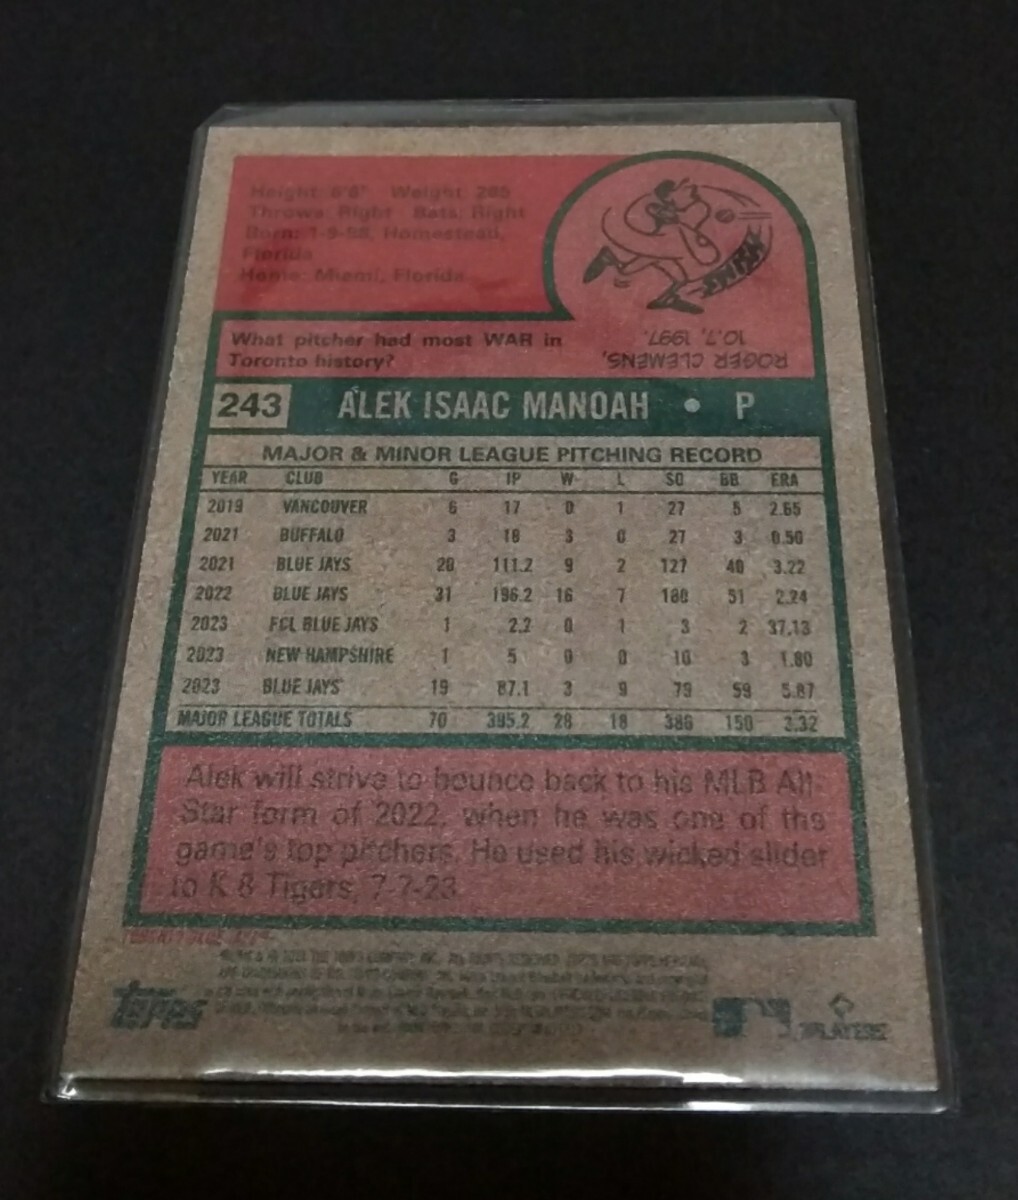 Height: 6'6" Weight: 285
Throws: Right Bats: Right
Born: 1-9-98, Homestead,
Florida
Home: Miami, Florida
What pitcher had most WAR in
Toronto history?
ROGER CLEMENS,
10.7, 1997.
243 ALEK ISAAC MANOAH • P
MAJOR & MINOR LEAGUE PITCHING RECORD
YEAR CLUB G IP W L SO BB ERA
2019 VANCOUVER 6 17 0 1 27 5 2.65
2021 BUFFALO 3 18 3 0 27 3 0.50
2021 BLUE JAYS 20 111.2 9 2 127 40 3.22
2022 BLUE JAYS 31 196.2 16 7 180 51 2.24
2023 FCL BLUE JAYS 1 2.2 0 1 3 2 37.13
2023 NEW HAMPSHIRE 1 5 0 0 10 3 1.80
2023 BLUE JAYS 19 87.1 3 9 79 59 5.87
MAJOR LEAGUE TOTALS 70 395.2 28 18 386 150 3.32
Alek will strive to bounce back to his MLB All
Star form of 2022, when he was one of the
game's top pitchers. He used his wicked slider
to K 8 Tigers, 7-7-23.
topps
PLAYERS